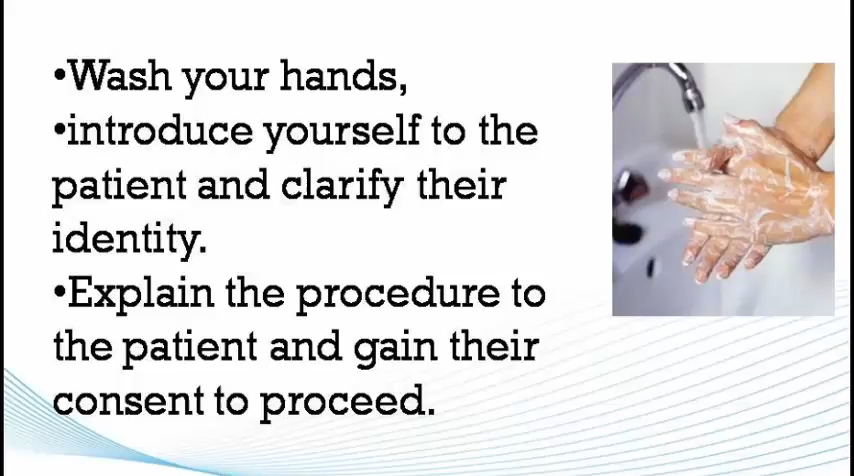 •Wash your hands,
•introduce yourself to the
patient and clarify their
identity.
•Explain the procedure to
the patient and gain their
consent to proceed.